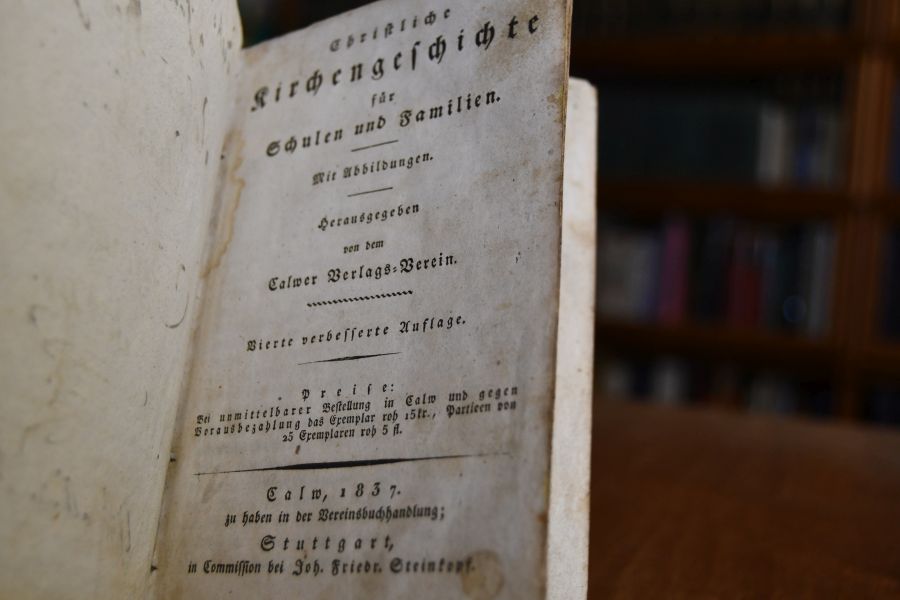 Christliche
Kirchengeschichte
für
Schulen und Familien.
Mit Abbildungen.
Herausgegeben
von dem
Calwer Verlags-Verein.
Vierte verbesserte Auflage.
Preise:
Bei unmittelbarer Bestellung in Calw und gegen
Vorausbezahlung das Exemplar roh 15kr., Partieen von
25 Exemplaren roh 5 fl.
Calw, 1837.
zu haben in der Vereinsbuchhandlung;
Stuttgart,
in Commission bei Joh. Friedr. Steinkopf.